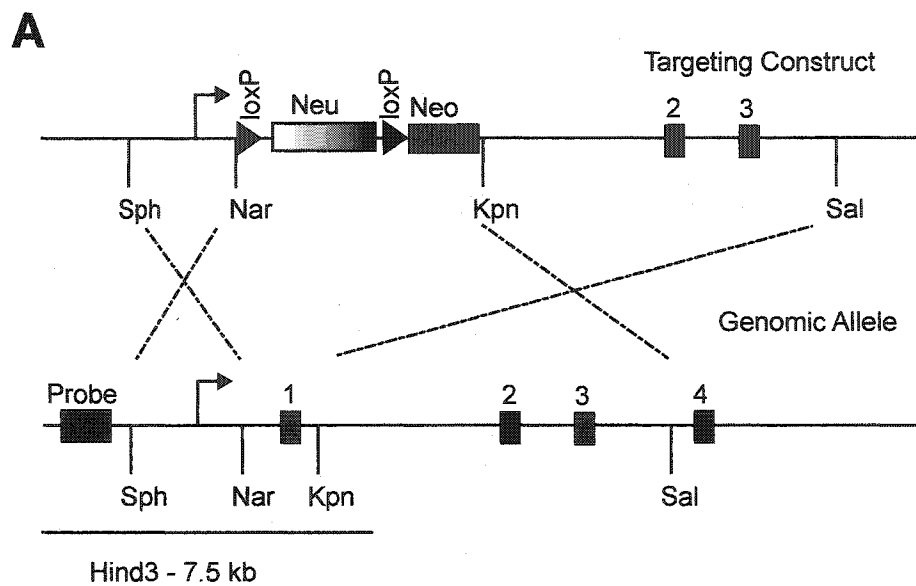 A
Targeting Construct
loxP Neu loxP Neo 2 3
Sph Nar Kpn Sal
Genomic Allele
Probe 1 2 3 4
Sph Nar Kpn Sal
Hind3 - 7.5 kb